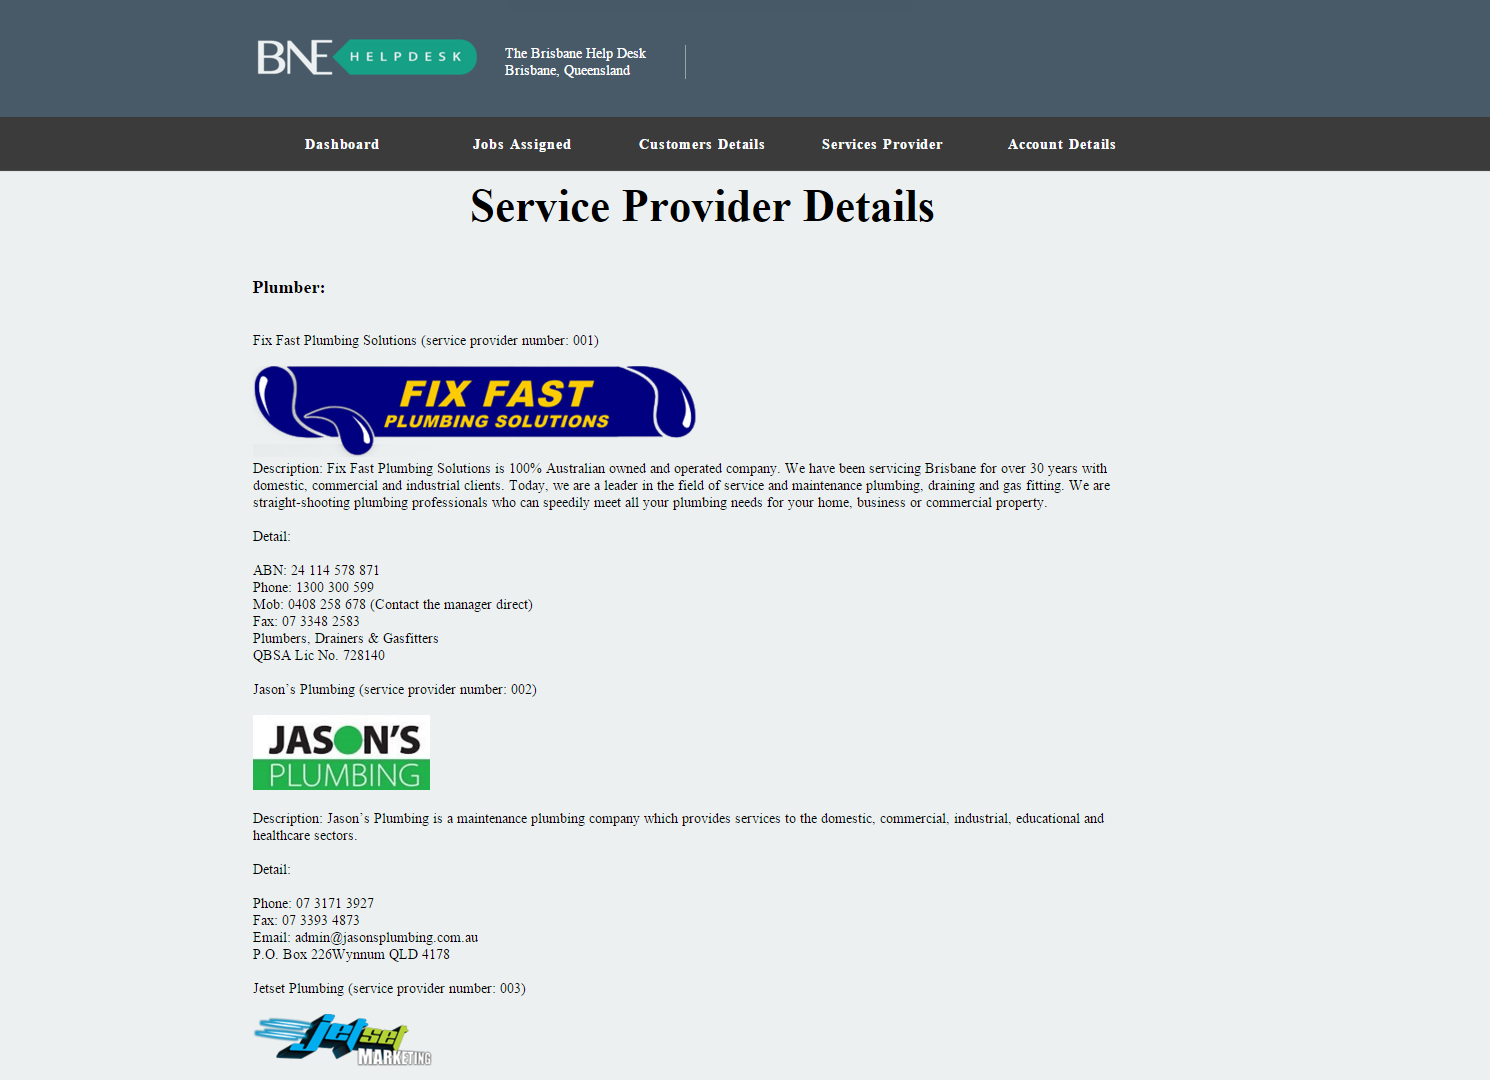 BNE HELPDESK
The Brisbane Help Desk
Brisbane, Queensland
Dashboard Jobs Assigned Customers Details Services Provider Account Details
Service Provider Details
Plumber:
Fix Fast Plumbing Solutions (service provider number: 001)
FIX FAST
PLUMBING SOLUTIONS
Description: Fix Fast Plumbing Solutions is 100% Australian owned and operated company. We have been servicing Brisbane for over 30 years with
domestic, commercial and industrial clients. Today, we are a leader in the field of service and maintenance plumbing, draining and gas fitting. We are
straight-shooting plumbing professionals who can speedily meet all your plumbing needs for your home, business or commercial property.
Detail:
ABN: 24 114 578 871
Phone: 1300 300 599
Mob: 0408 258 678 (Contact the manager direct)
Fax: 07 3348 2583
Plumbers, Drainers & Gasfitters
QBSA Lic No. 728140
Jason’s Plumbing (service provider number: 002)
JASON'S
PLUMBING
Description: Jason’s Plumbing is a maintenance plumbing company which provides services to the domestic, commercial, industrial, educational and
healthcare sectors.
Detail:
Phone: 07 3171 3927
Fax: 07 3393 4873
Email: admin@jasonsplumbing.com.au
P.O. Box 226Wynnum QLD 4178
Jetset Plumbing (service provider number: 003)
jetset
MARKETING